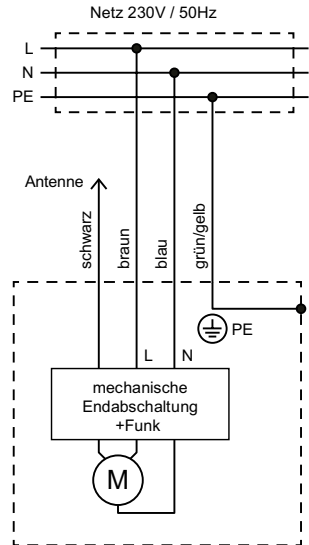 Netz 230V / 50Hz
L
N
PE
Antenne
schwarz
braun
blau
grün/gelb
PE
L
N
mechanische
Endabschaltung
+Funk
M